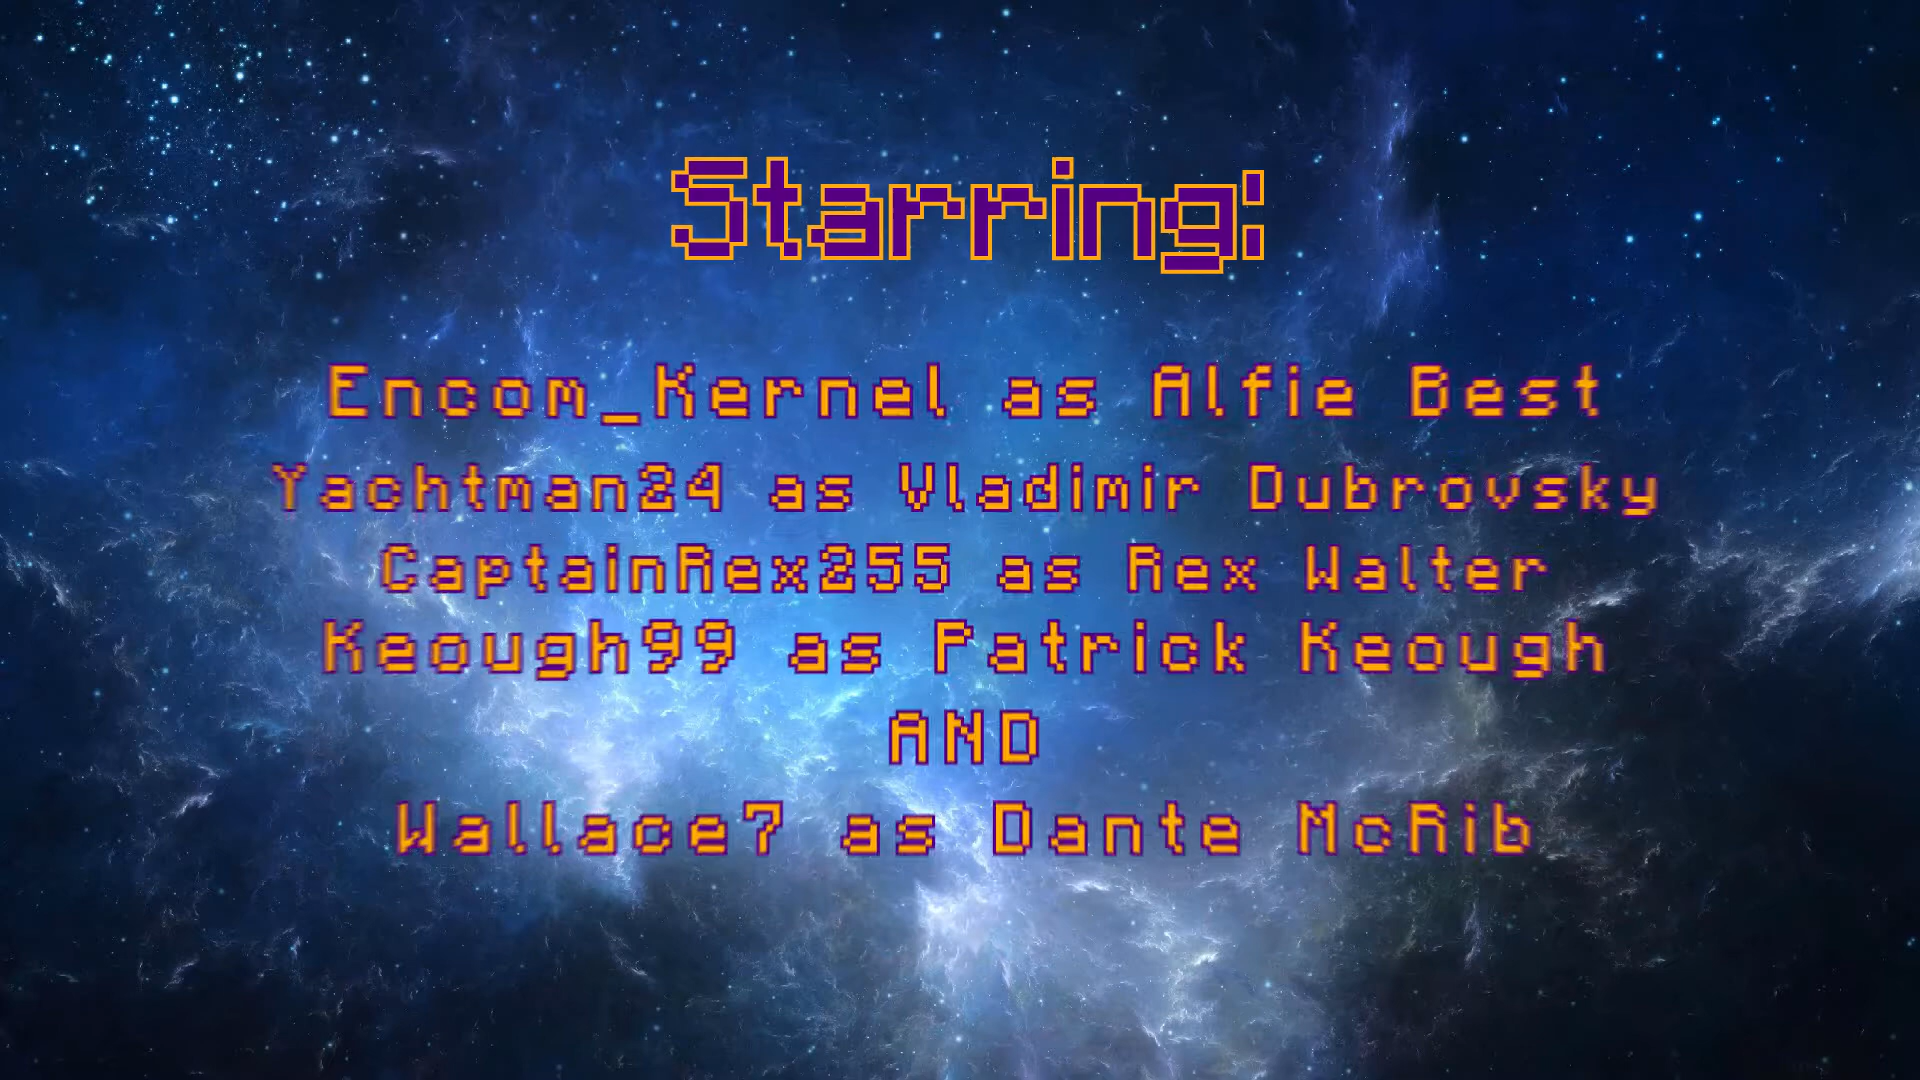 Starring:
Encom_Kernel as Alfie Best
Yachtman24 as Vladimir Dubrovsky
CaptainRex255 as Rex Walter
Keough99 as Patrick Keough
AND
Wallace7 as Dante McRib